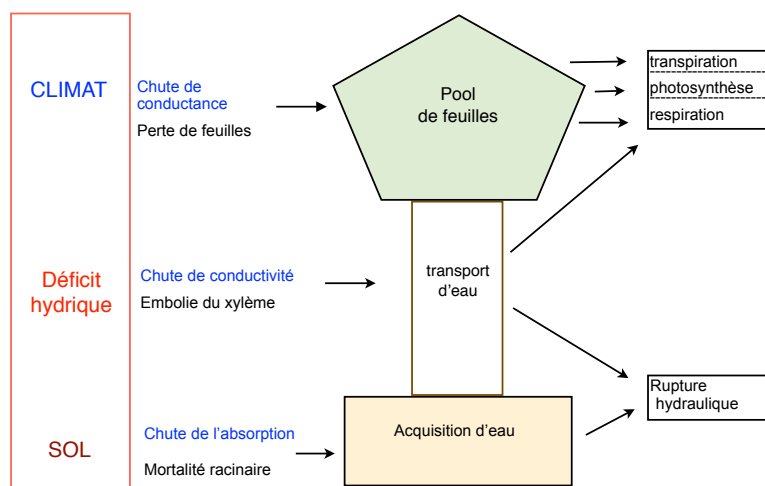 CLIMAT
Chute de
conductance
Perte de feuilles
Pool
de feuilles
transpiration
photosynthèse
respiration
Déficit
hydrique
Chute de conductivité
Embolie du xylème
transport
d'eau
Rupture
hydraulique
SOL
Chute de l'absorption
Mortalité racinaire
Acquisition d'eau